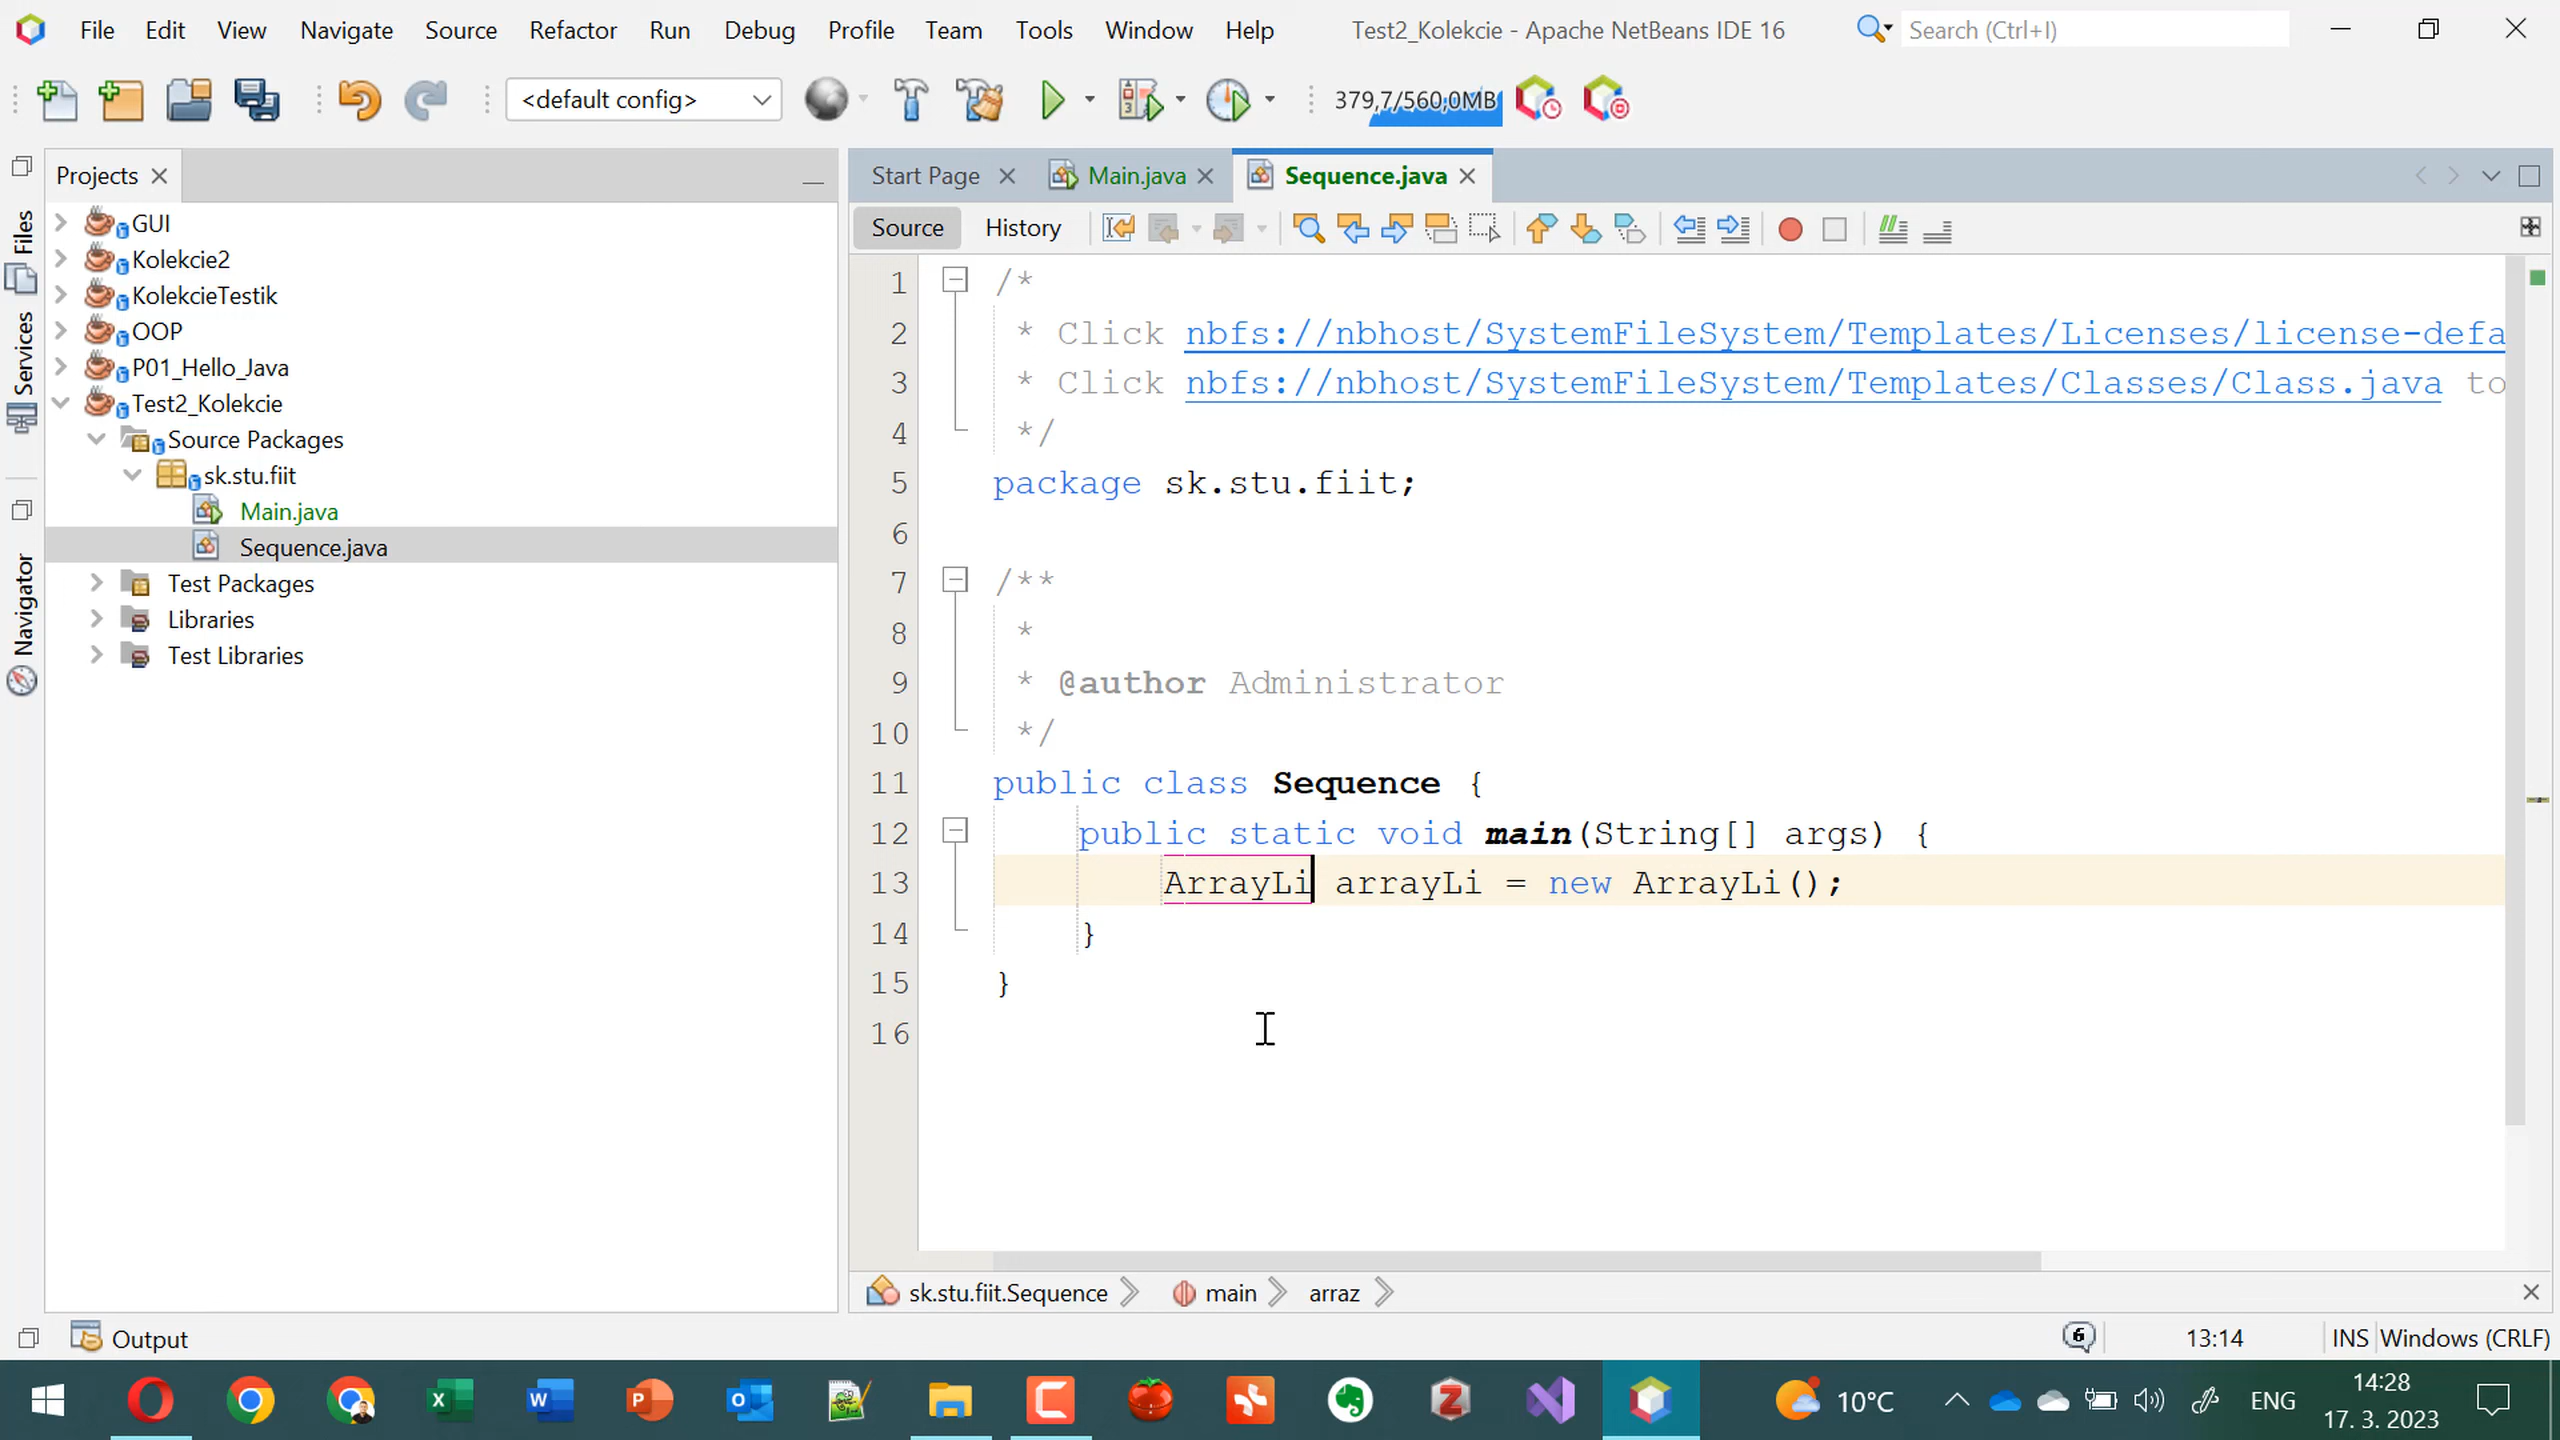 File Edit View Navigate Source Refactor Run Debug Profile Team Tools Window Help Test2_Kolekcie - Apache NetBeans IDE 16 Search (Ctrl+I)
<default config> 379,7/560,0MB
Projects
Start Page Main.java Sequence.java
Source History
Files
Services
Navigator
GUI
Kolekcie2
KolekcieTestik
OOP
P01_Hello_Java
Test2_Kolekcie
Source Packages
sk.stu.fiit
Main.java
Sequence.java
Test Packages
Libraries
Test Libraries
1 /*
2 * Click nbfs://nbhost/SystemFileSystem/Templates/Licenses/license-defa
3 * Click nbfs://nbhost/SystemFileSystem/Templates/Classes/Class.java to
4 */
5 package sk.stu.fiit;
6
7 /**
8 *
9 * @author Administrator
10 */
11 public class Sequence {
12 public static void main(String[] args) {
13 ArrayLi arrayLi = new ArrayLi();
14 }
15 }
16
sk.stu.fiit.Sequence main arraz
Output 6 13:14 INS Windows (CRLF)
10°C ENG 14:28
17. 3. 2023